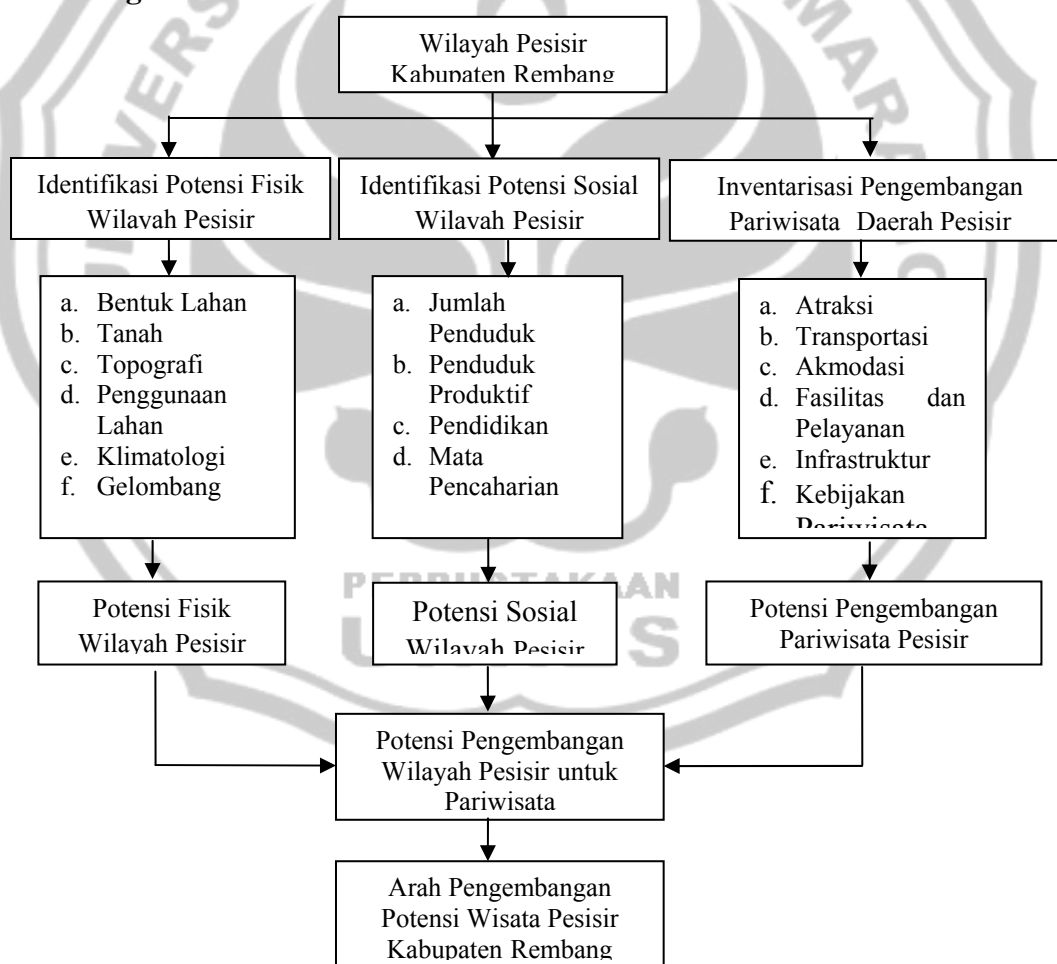 Wilayah Pesisir
Kabupaten Rembang
Identifikasi Potensi Fisik
Wilayah Pesisir
Identifikasi Potensi Sosial
Wilayah Pesisir
Inventarisasi Pengembangan
Pariwisata Daerah Pesisir
a. Bentuk Lahan
b. Tanah
c. Topografi
d. Penggunaan
Lahan
e. Klimatologi
f. Gelombang
a. Jumlah
Penduduk
b. Penduduk
Produktif
c. Pendidikan
d. Mata
Pencaharian
a. Atraksi
b. Transportasi
c. Akmodasi
d. Fasilitas dan
Pelayanan
e. Infrastruktur
f. Kebijakan
Pariwisata
Potensi Fisik
Wilayah Pesisir
Potensi Sosial
Wilayah Pesisir
Potensi Pengembangan
Pariwisata Pesisir
Potensi Pengembangan
Wilayah Pesisir untuk
Pariwisata
Arah Pengembangan
Potensi Wisata Pesisir
Kabupaten Rembang